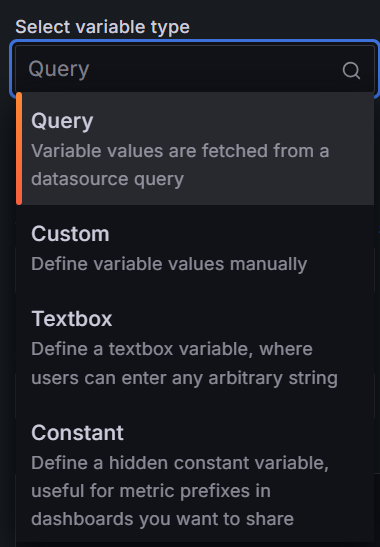 Select variable type
Query
Query
Variable values are fetched from a
datasource query
Custom
Define variable values manually
Textbox
Define a textbox variable, where
users can enter any arbitrary string
Constant
Define a hidden constant variable,
useful for metric prefixes in
dashboards you want to share